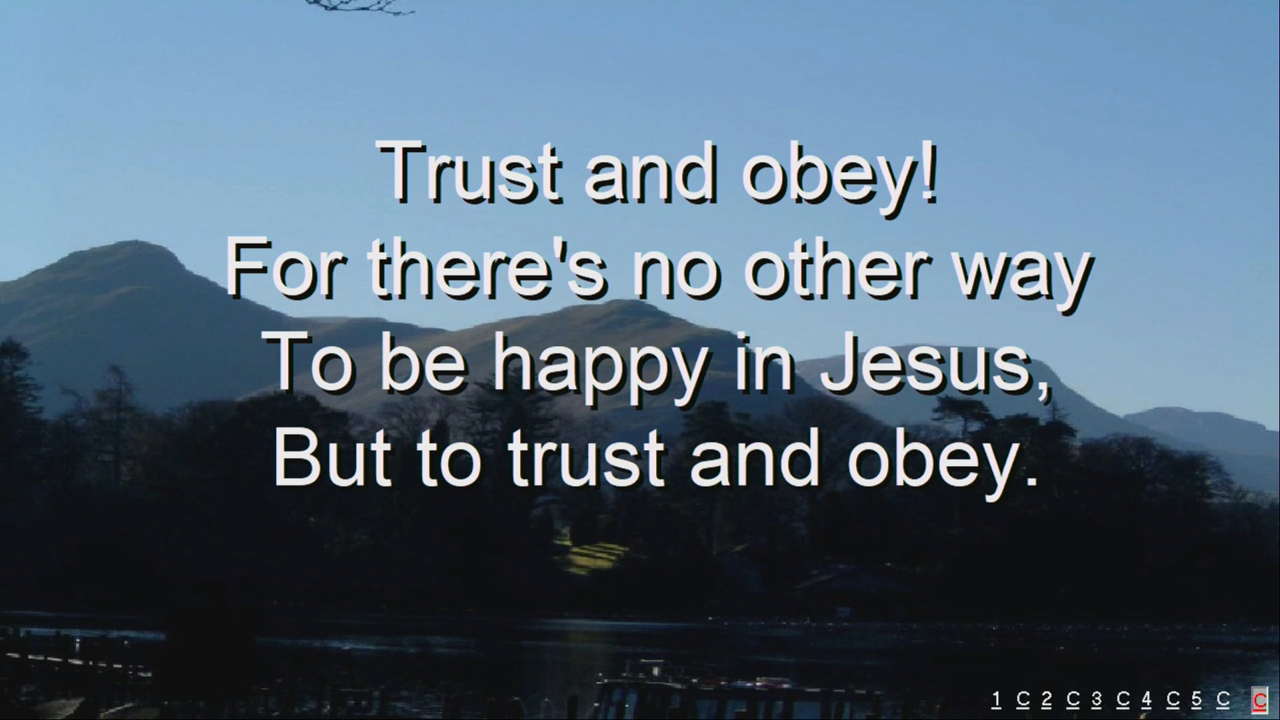 Trust and obey!
For there's no other way
To be happy in Jesus,
But to trust and obey.
1 C 2 C 3 C 4 C 5 C C